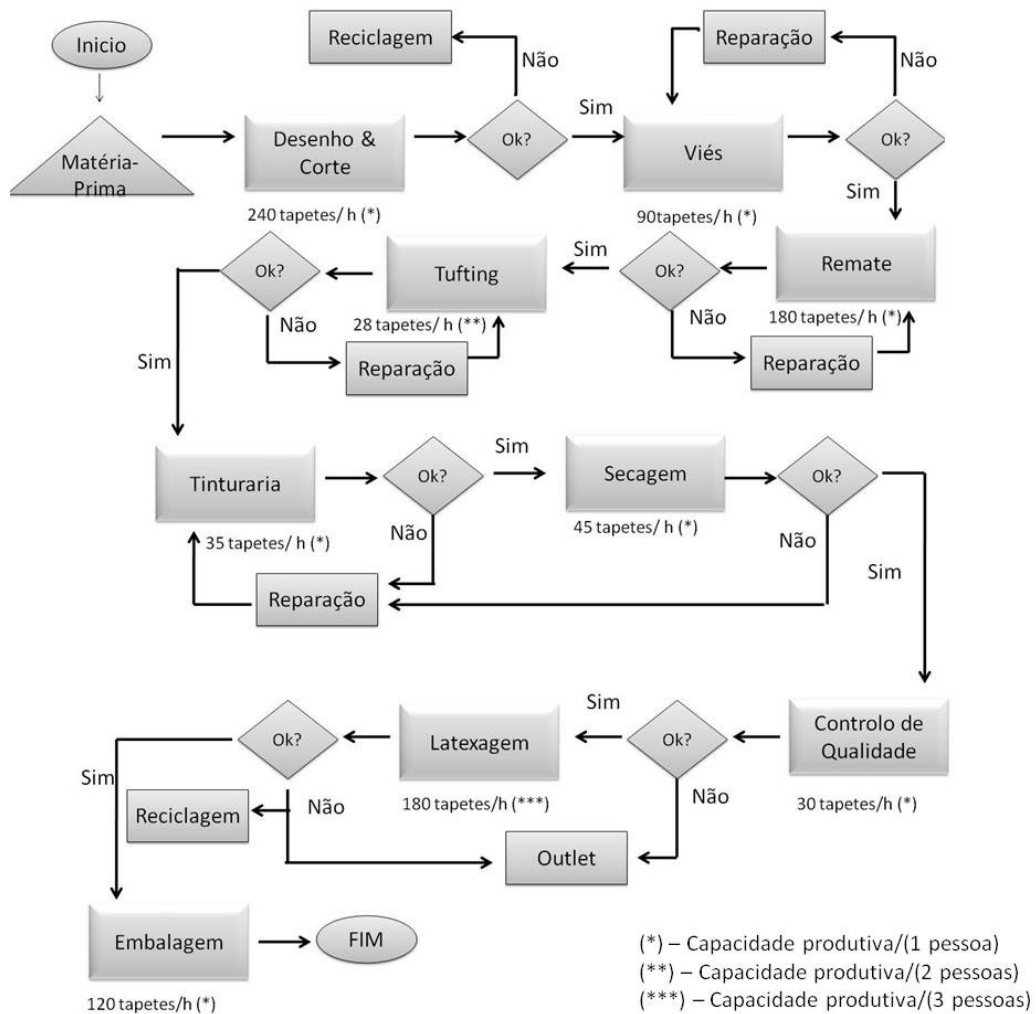 Inicio
Matéria-
Prima
Desenho &
Corte
240 tapetes/ h (*)
Ok?
Não
Reciclagem
Sim
Viés
90tapetes/ h (*)
Ok?
Não
Reparação
Sim
Remate
180 tapetes/ h (*)
Ok?
Não
Reparação
Sim
Tufting
28 tapetes/ h (**)
Ok?
Não
Reparação
Sim
Tinturaria
35 tapetes/ h (*)
Ok?
Não
Reparação
Sim
Secagem
45 tapetes/ h (*)
Ok?
Não
Sim
Controlo de
Qualidade
30 tapetes/h (*)
Ok?
Não
Outlet
Sim
Latexagem
180 tapetes/h (***)
Ok?
Não
Reciclagem
Sim
Embalagem
120 tapetes/h (*)
FIM
(*) – Capacidade produtiva/(1 pessoa)
(**) – Capacidade produtiva/(2 pessoas)
(***) – Capacidade produtiva/(3 pessoas)